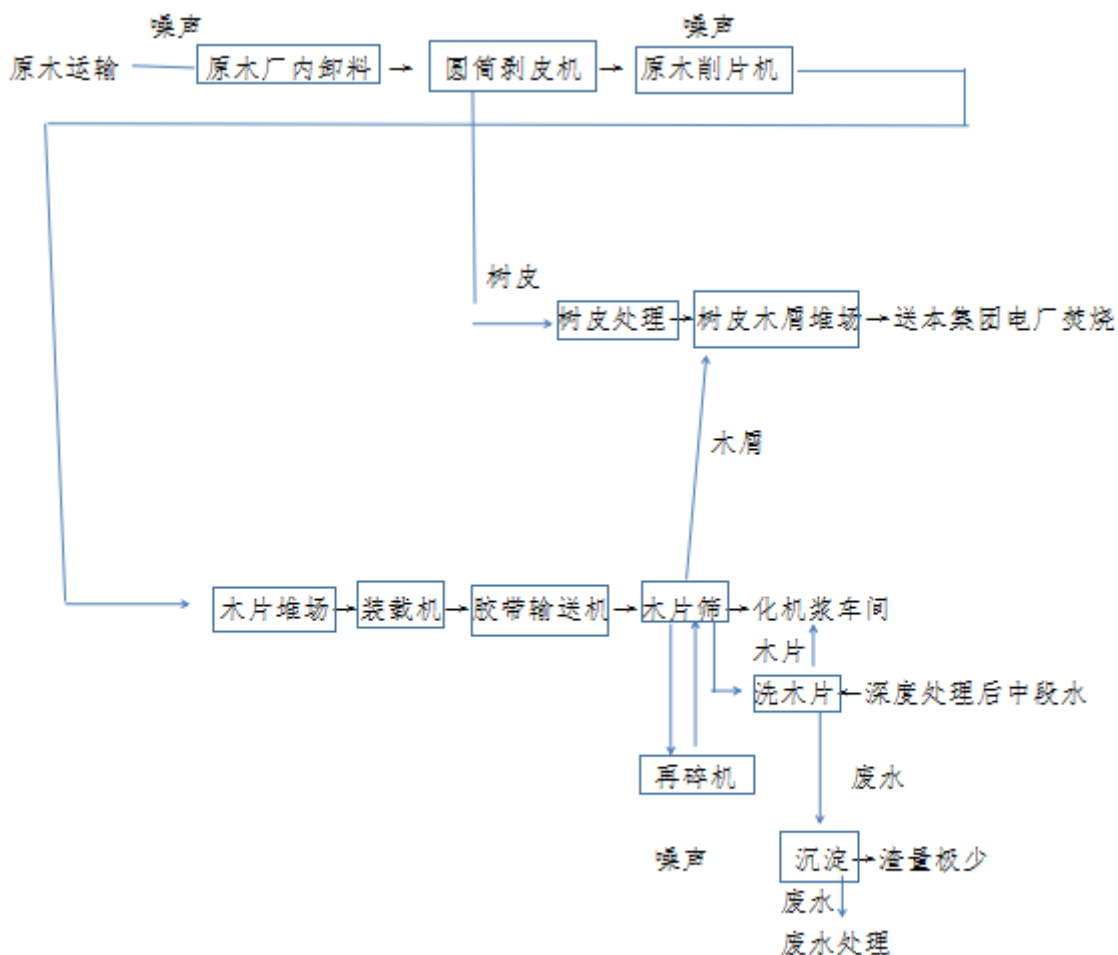 噪声 噪声
原木运输 原木厂内卸料 圆筒剥皮机 原木削片机
树皮
树皮处理 树皮木屑堆场 送本集团电厂焚烧
木屑
木片堆场 装载机 胶带输送机 木片筛 化机浆车间
木片
洗木片 深度处理后中段水
再碎机 废水
噪声 沉淀 渣量极少
废水
废水处理